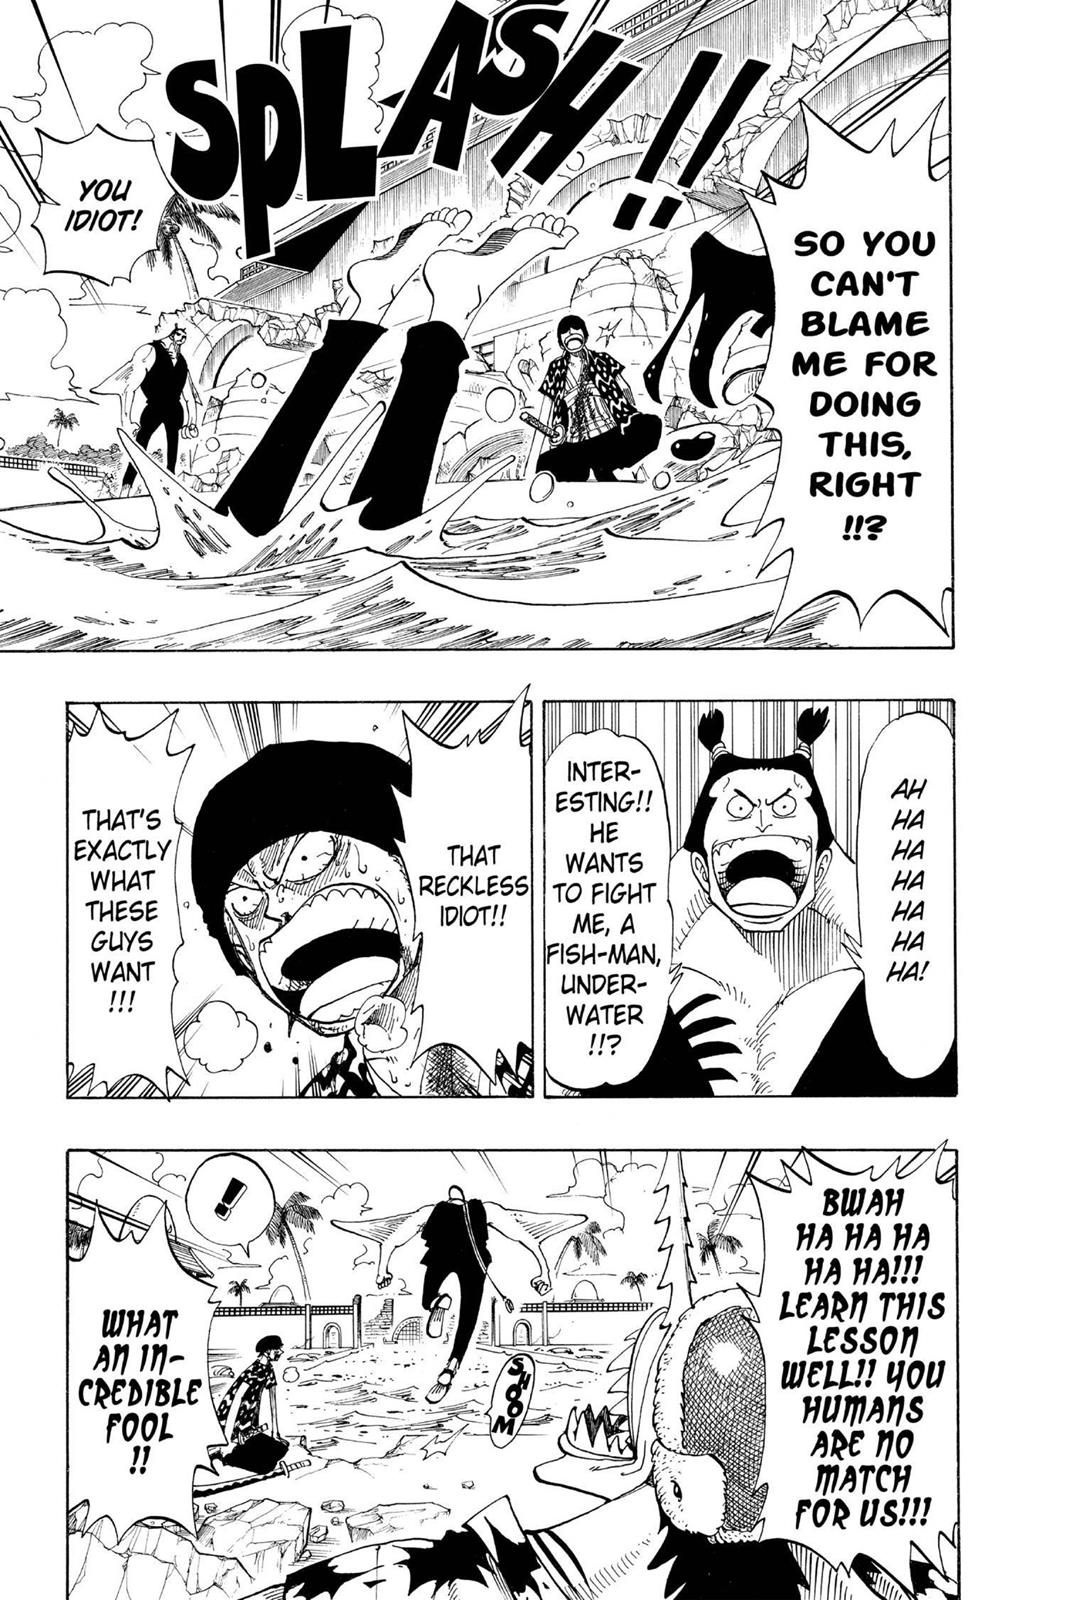 SO YOU
CAN'T
BLAME
ME FOR
DOING
THIS,
RIGHT
!!?
SPLASH!!
YOU
IDIOT!
AH
HA
HA
HA
HA
HA
HA!
INTER-
ESTING!!
HE
WANTS
TO FIGHT
ME, A
FISH-MAN,
UNDER-
WATER
!!?
THAT
RECKLESS
IDIOT!!
THAT'S
EXACTLY
WHAT
THESE
GUYS
WANT
!!!
BWAH
HA HA HA
HA HA!!!
LEARN THIS
LESSON
WELL!! YOU
HUMANS
ARE NO
MATCH
FOR US!!!
SHOOM
!
WHAT
AN IN-
CREDIBLE
FOOL
!!